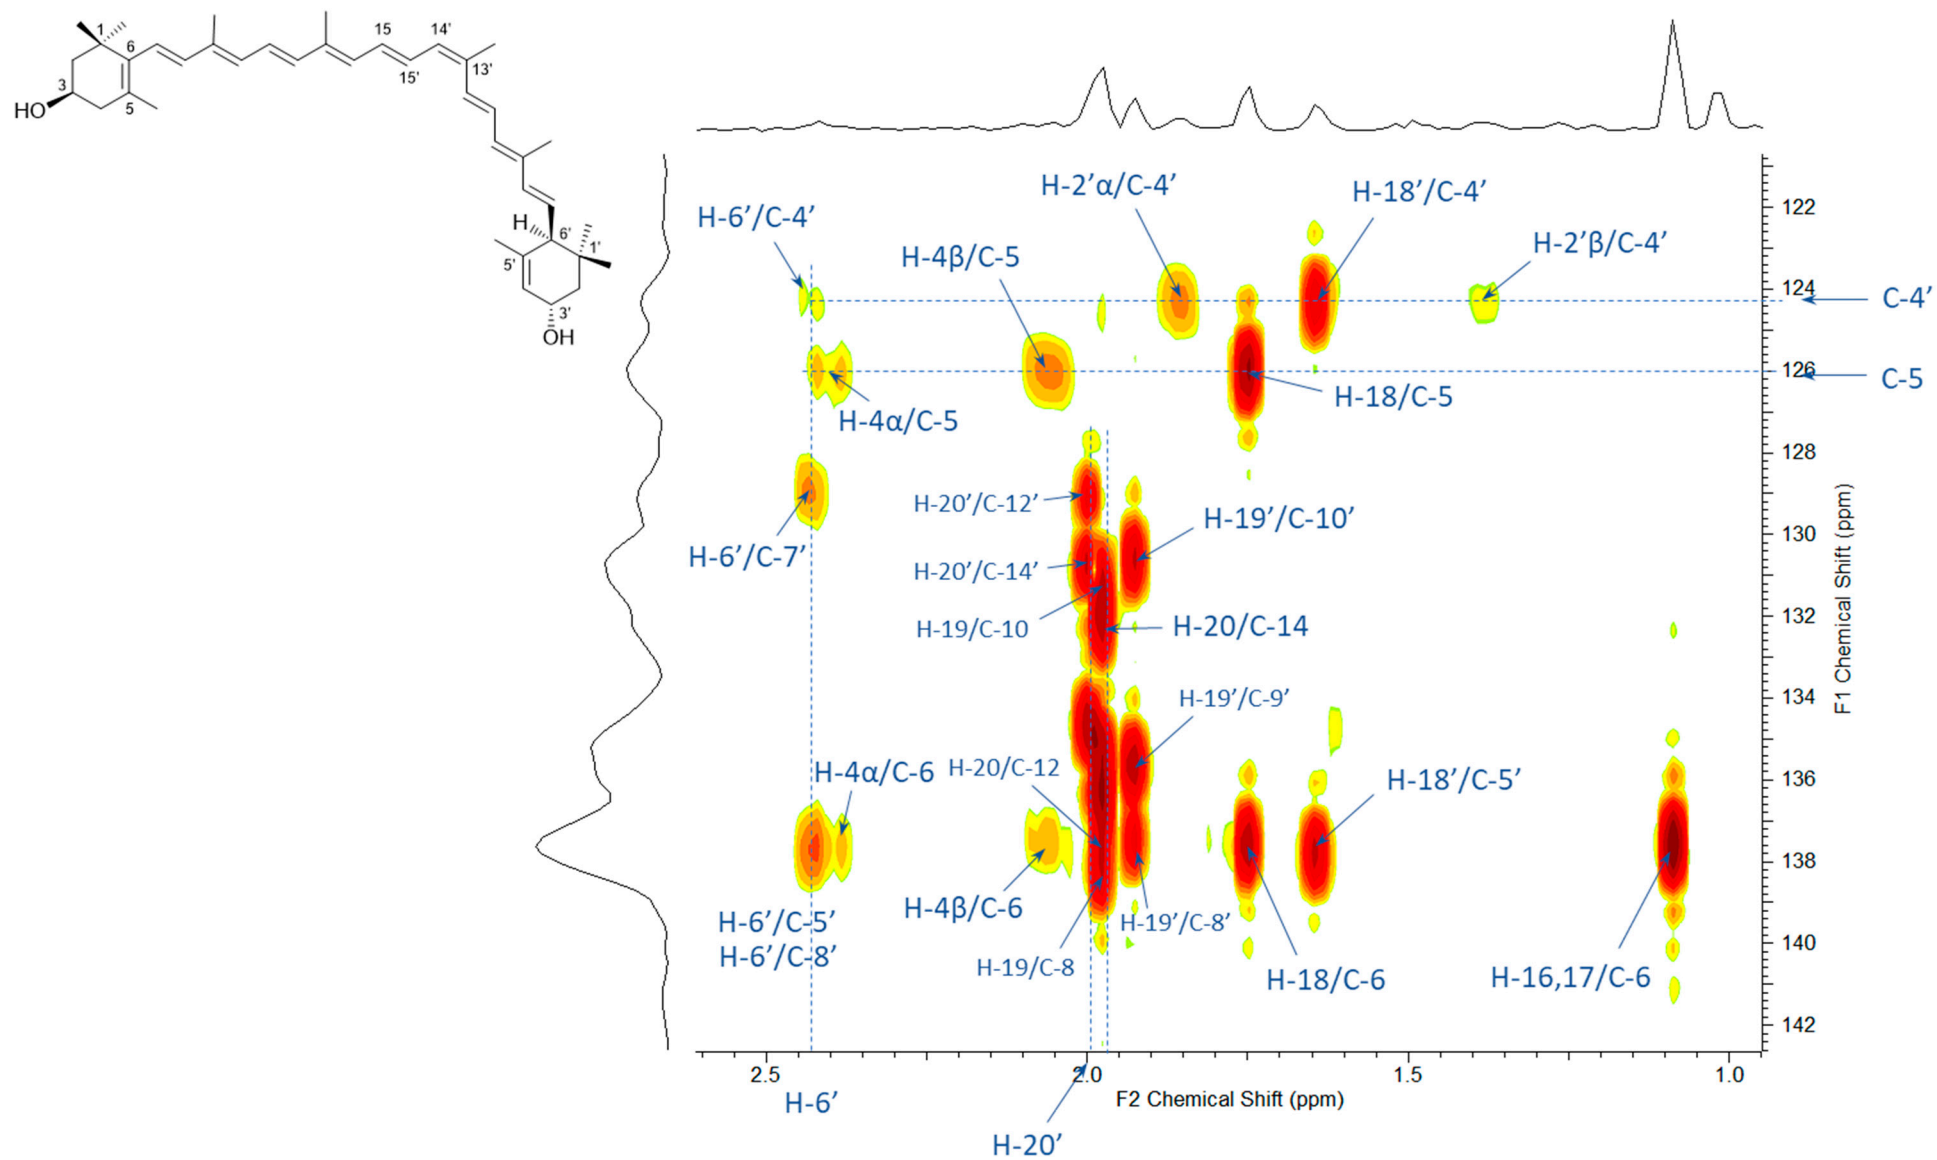 1
6
15
14'
15'
13'
3
5
HO
H
6'
1'
5'
3'
OH
H-6’/C-4’
H-2’α/C-4’
H-18’/C-4’
H-2’β/C-4’
H-4β/C-5
H-4α/C-5
H-18/C-5
C-4’
C-5
H-20’/C-12’
H-19’/C-10’
H-6’/C-7’
H-20’/C-14’
H-19/C-10
H-20/C-14
H-19’/C-9’
H-4α/C-6
H-20/C-12
H-18’/C-5’
H-4β/C-6
H-6’/C-5’
H-6’/C-8’
H-19’/C-8’
H-19/C-8
H-18/C-6
H-16,17/C-6
122
124
126
128
130
132
134
136
138
140
142
F1 Chemical Shift (ppm)
2.5
2.0
1.5
1.0
F2 Chemical Shift (ppm)
H-6’
H-20’